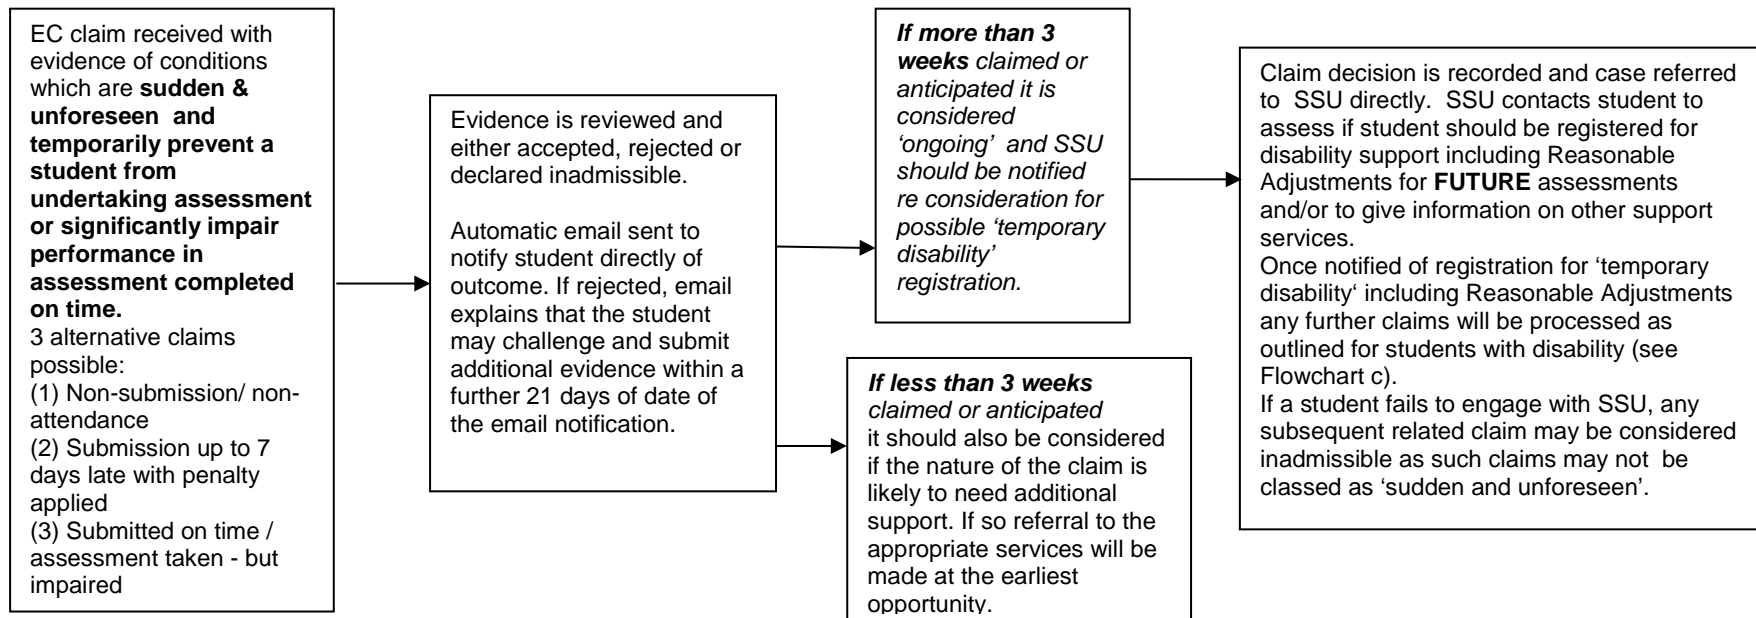 EC claim received with
evidence of conditions
which are sudden &
unforeseen and
temporarily prevent a
student from
undertaking assessment
or significantly impair
performance in
assessment completed
on time.
3 alternative claims
possible:
(1) Non-submission/ non-
attendance
(2) Submission up to 7
days late with penalty
applied
(3) Submitted on time /
assessment taken - but
impaired
Evidence is reviewed and
either accepted, rejected or
declared inadmissible.
Automatic email sent to
notify student directly of
outcome. If rejected, email
explains that the student
may challenge and submit
additional evidence within a
further 21 days of date of
the email notification.
If more than 3
weeks claimed or
anticipated it is
considered
‘ongoing’ and SSU
should be notified
re consideration for
possible ‘temporary
disability’
registration.
If less than 3 weeks
claimed or anticipated
it should also be considered
if the nature of the claim is
likely to need additional
support. If so referral to the
appropriate services will be
made at the earliest
opportunity.
Claim decision is recorded and case referred
to SSU directly. SSU contacts student to
assess if student should be registered for
disability support including Reasonable
Adjustments for FUTURE assessments
and/or to give information on other support
services.
Once notified of registration for ‘temporary
disability‘ including Reasonable Adjustments
any further claims will be processed as
outlined for students with disability (see
Flowchart c).
If a student fails to engage with SSU, any
subsequent related claim may be considered
inadmissible as such claims may not be
classed as ‘sudden and unforeseen’.